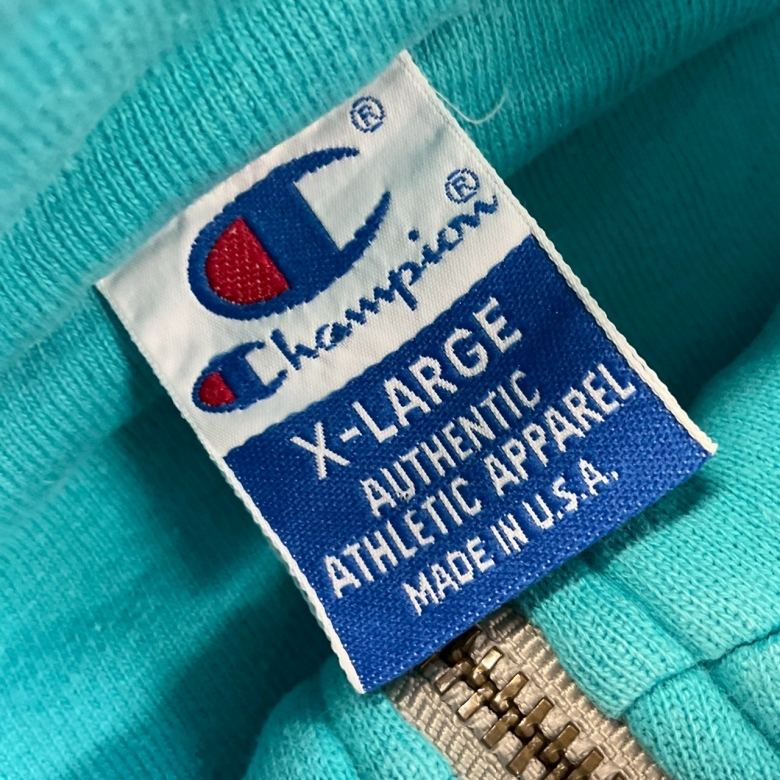 ®
Champion®
X-LARGE
AUTHENTIC
ATHLETIC APPAREL
MADE IN U.S.A.